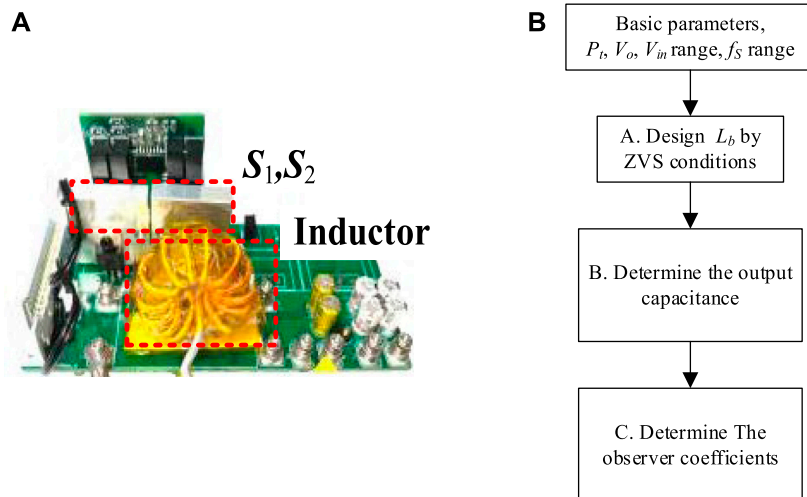 A
S1,S2
Inductor
B
Basic parameters,
Pt, Vo, Vin range, fS range
A. Design Lb by
ZVS conditions
B. Determine the output
capacitance
C. Determine The
observer coefficients